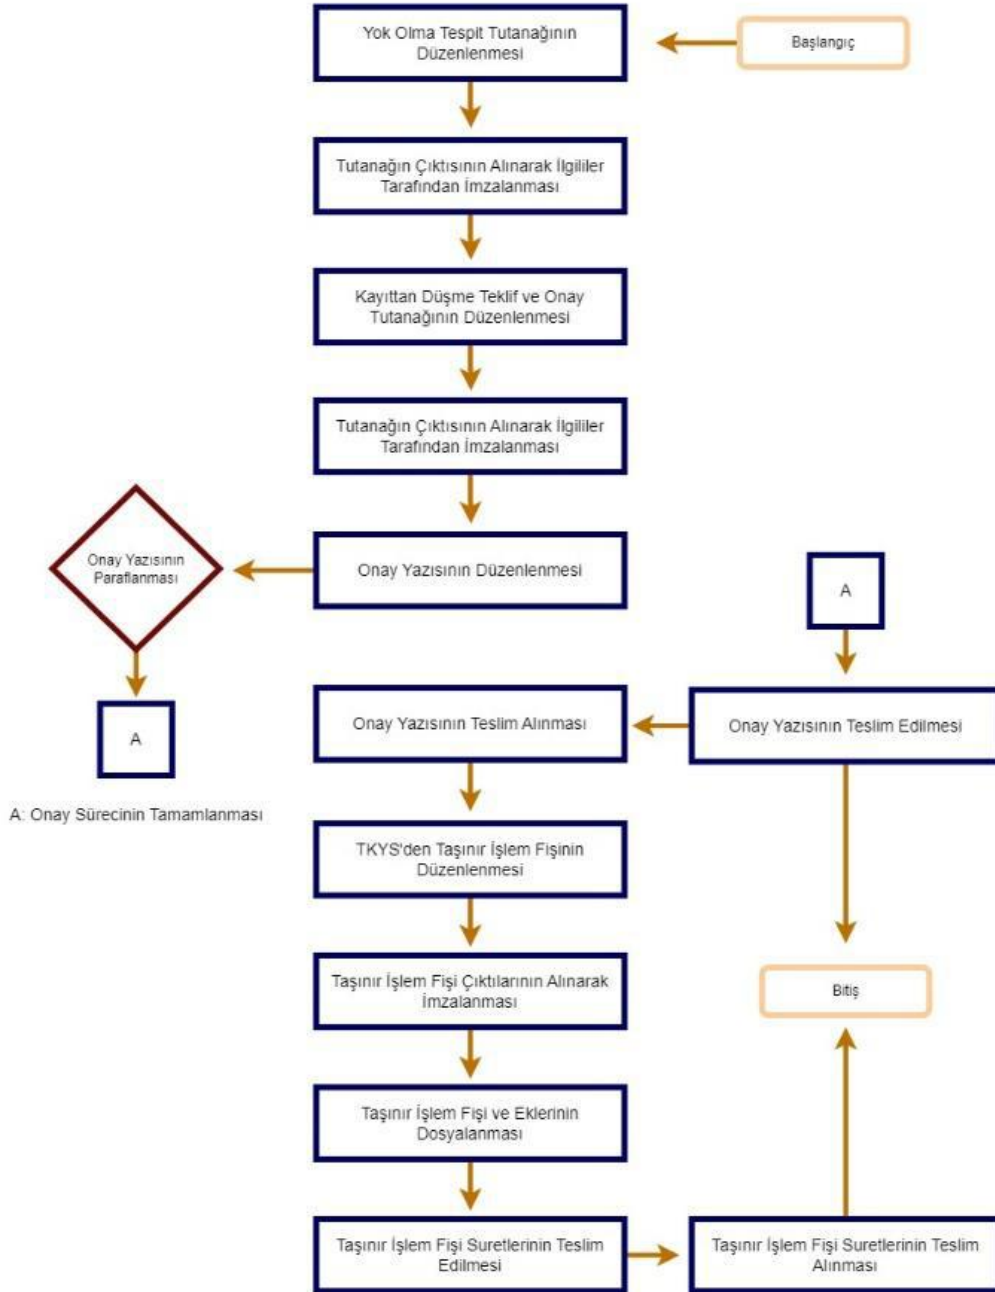 Yok Olma Tespit Tutanağının
Düzenlenmesi
Başlangıç
Tutanağın Çıktısının Alınarak İlgililer
Tarafından İmzalanması
Kayıttan Düşme Teklif ve Onay
Tutanağının Düzenlenmesi
Tutanağın Çıktısının Alınarak İlgililer
Tarafından İmzalanması
Onay Yazısının
Paraflanması
Onay Yazısının Düzenlenmesi
A
A
A: Onay Sürecinin Tamamlanması
Onay Yazısının Teslim Alınması
Onay Yazısının Teslim Edilmesi
TKYS'den Taşınır İşlem Fişinin
Düzenlenmesi
Taşınır İşlem Fişi Çıktılarının Alınarak
İmzalanması
Bitiş
Taşınır İşlem Fişi ve Eklerinin
Dosyalanması
Taşınır İşlem Fişi Suretlerinin Teslim
Edilmesi
Taşınır İşlem Fişi Suretlerinin Teslim
Alınması